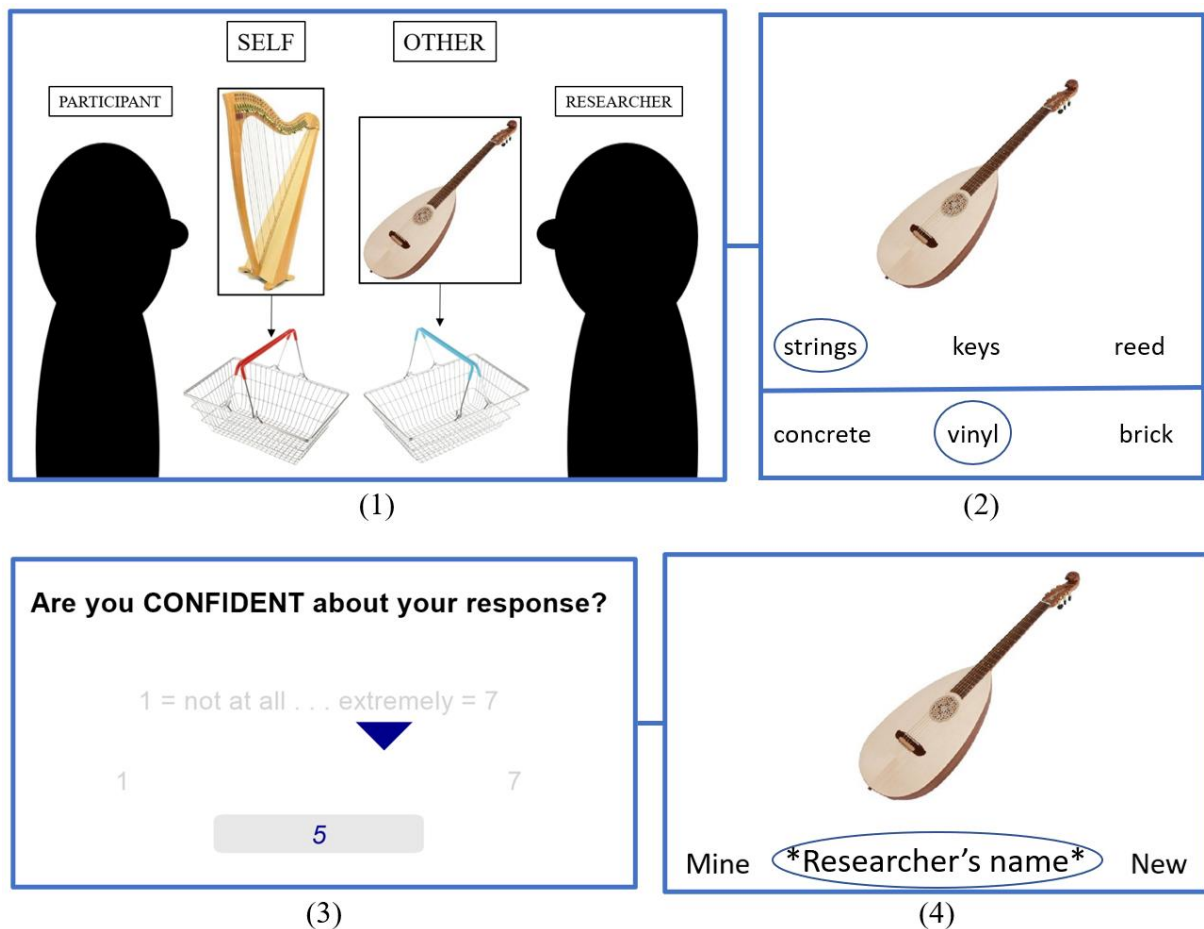 SELF
OTHER
PARTICIPANT
RESEARCHER
(1)
strings keys reed
concrete vinyl brick
(2)
Are you CONFIDENT about your response?
1 = not at all . . . extremely = 7
1 7
5
(3)
Mine *Researcher's name* New
(4)